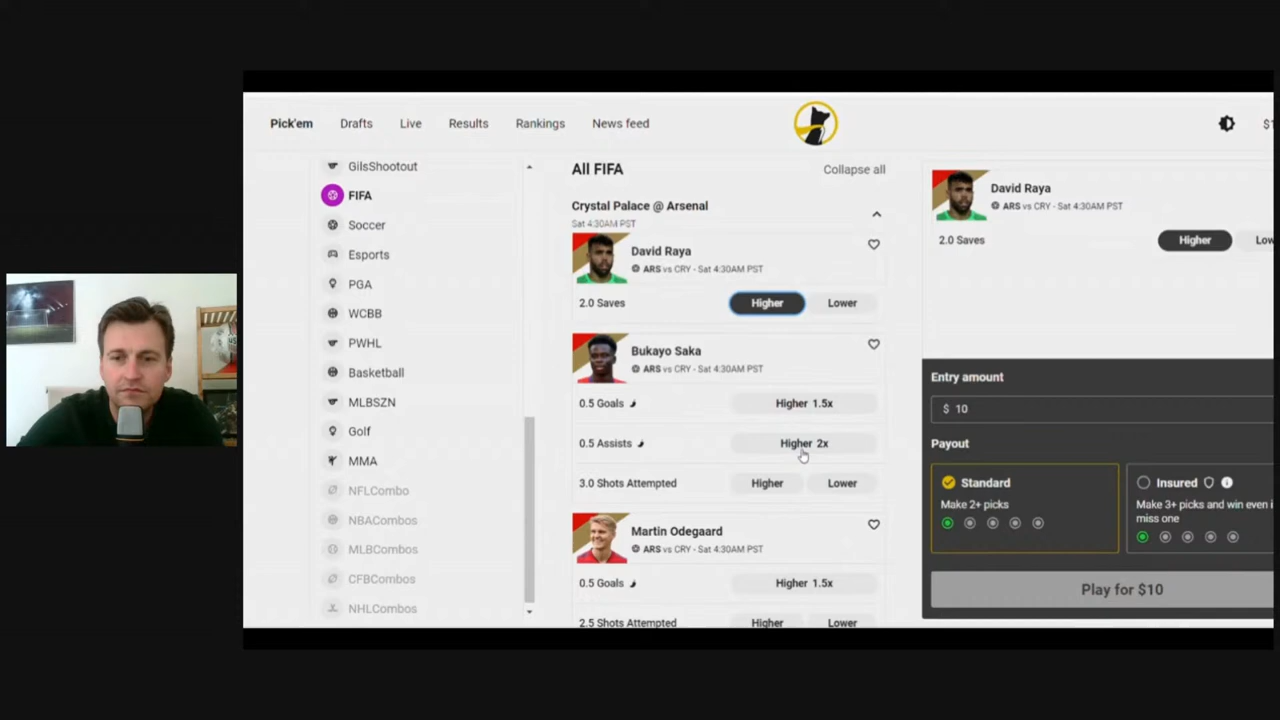 Pick'em Drafts Live Results Rankings News feed
GilsShootout
FIFA
Soccer
Esports
PGA
WCBB
PWHL
Basketball
MLBSZN
Golf
MMA
NFLCombo
NBACombos
MLBCombos
CFBCombos
NHLCombos
All FIFA Collapse all
Crystal Palace @ Arsenal
Sat 4:30AM PST
David Raya
ARS vs CRY - Sat 4:30AM PST
2.0 Saves Higher Lower
Bukayo Saka
ARS vs CRY - Sat 4:30AM PST
0.5 Goals Higher 1.5x
0.5 Assists Higher 2x
3.0 Shots Attempted Higher Lower
Martin Odegaard
ARS vs CRY - Sat 4:30AM PST
0.5 Goals Higher 1.5x
2.5 Shots Attempted Higher Lower
David Raya
ARS vs CRY - Sat 4:30AM PST
2.0 Saves Higher Low
Entry amount
$ 10
Payout
Standard
Make 2+ picks
Insured
Make 3+ picks and win even i
miss one
Play for $10